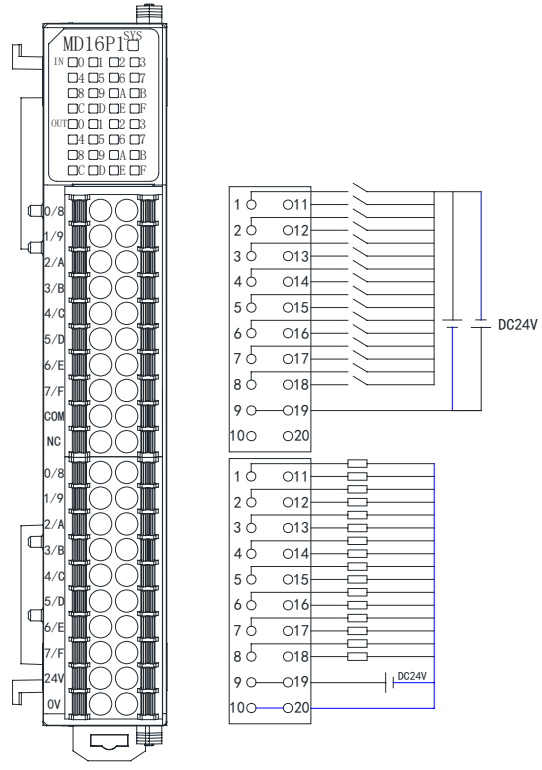 MD16P1 SYS
IN 0 1 2 3
4 5 6 7
8 9 A B
C D E F
OUT 0 1 2 3
4 5 6 7
8 9 A B
C D E F
0/8
1/9
2/A
3/B
4/C
5/D
6/E
7/F
COM
NC
0/8
1/9
2/A
3/B
4/C
5/D
6/E
7/F
24V
0V
1 11
2 12
3 13
4 14
5 15
6 16
7 17
8 18
9 19
10 20
DC24V
1 11
2 12
3 13
4 14
5 15
6 16
7 17
8 18
9 19
DC24V
10 20